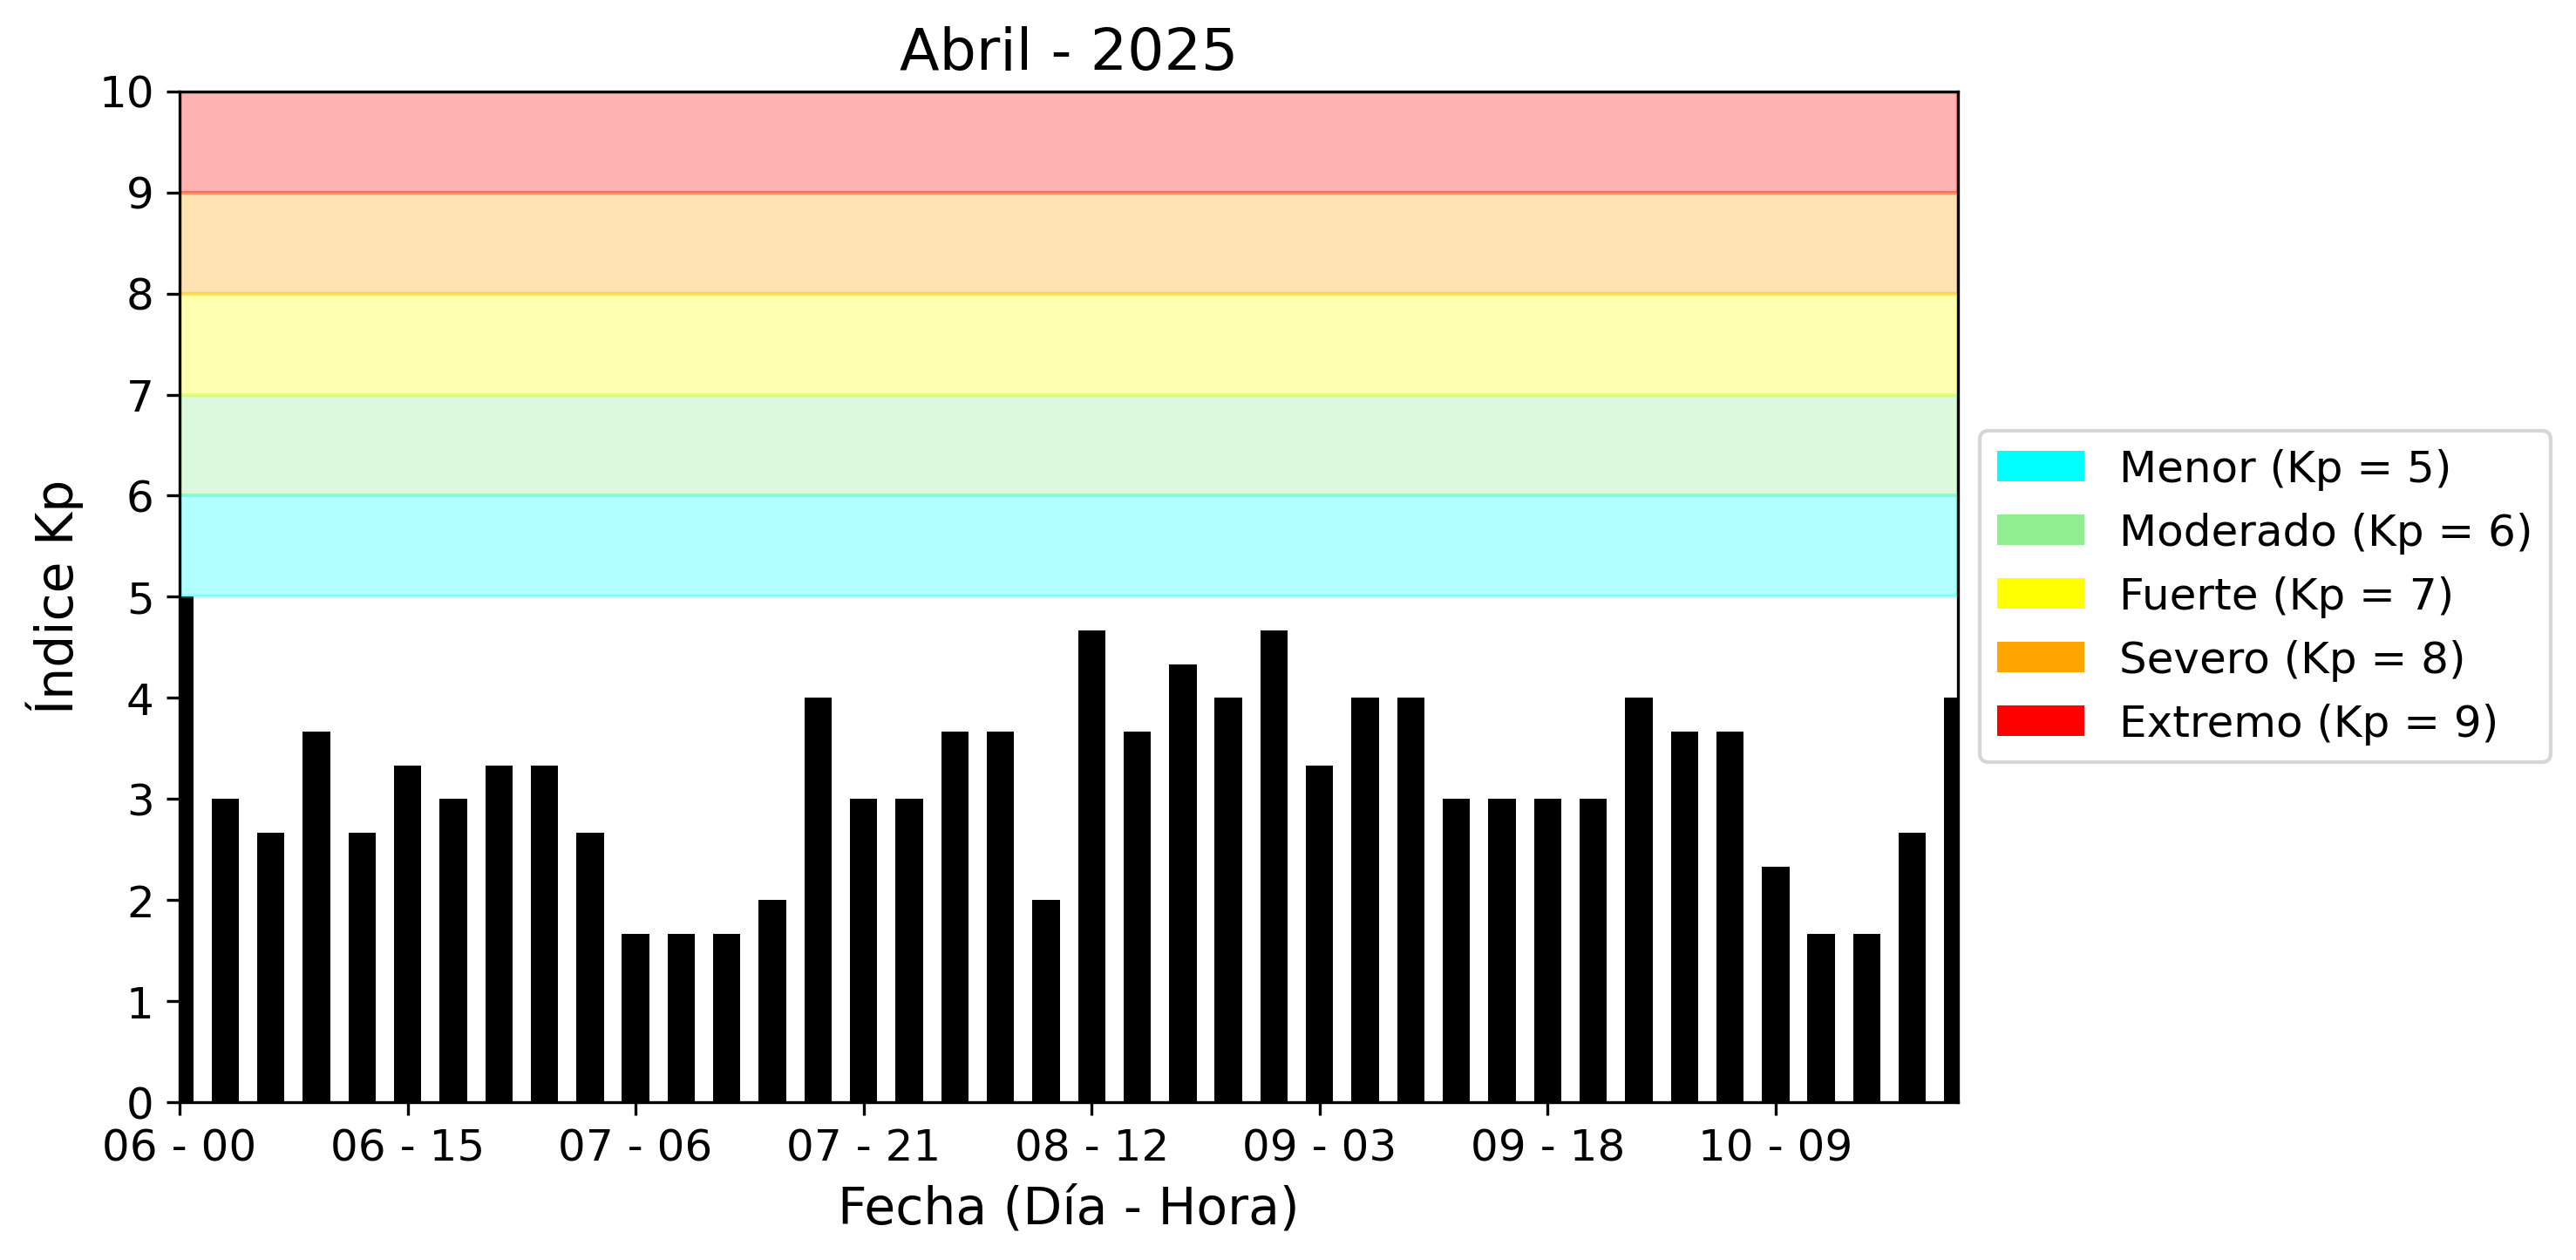 Abril - 2025
10
9
8
7
6
5
4
3
2
1
0
Índice Kp
06 - 00
06 - 15
07 - 06
07 - 21
08 - 12
09 - 03
09 - 18
10 - 09
Fecha (Día - Hora)
Menor (Kp = 5)
Moderado (Kp = 6)
Fuerte (Kp = 7)
Severo (Kp = 8)
Extremo (Kp = 9)